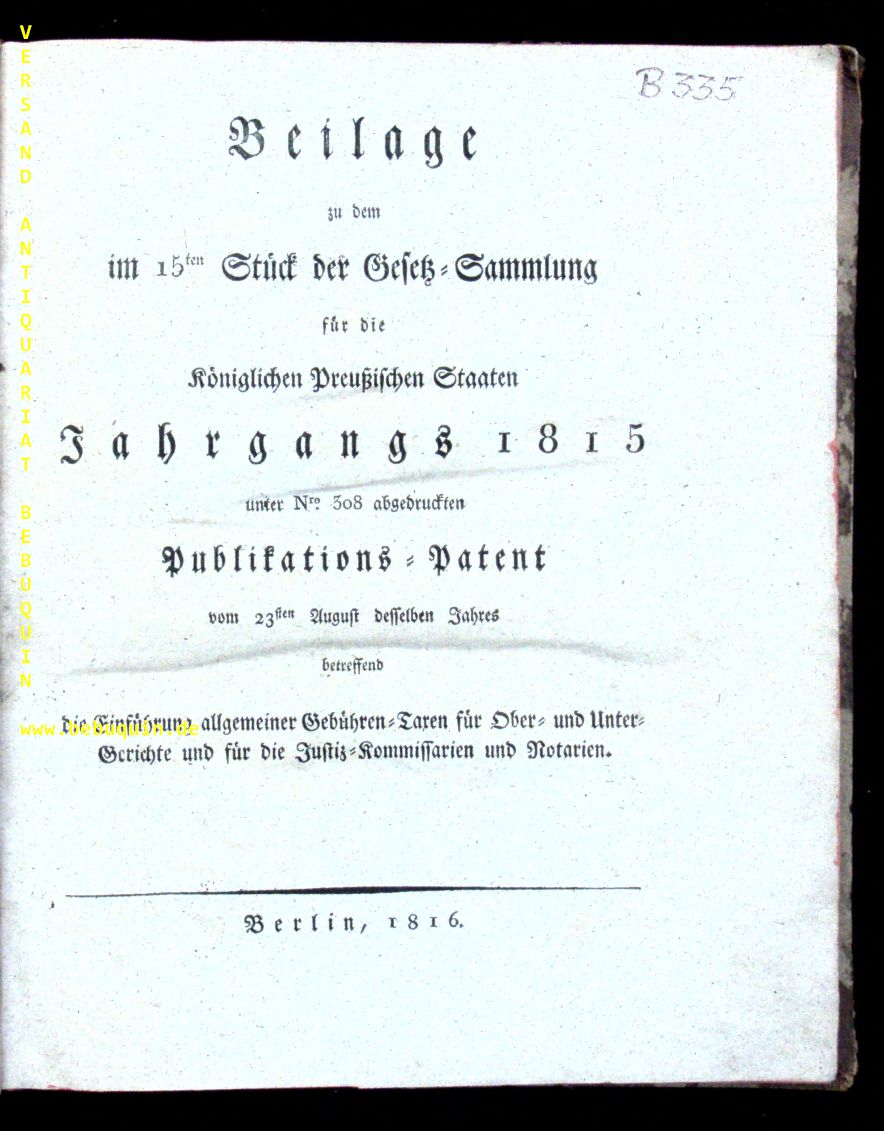 VERSAND ANTIQUARIAT BEBUQUIN
B 335
Beilage
zu dem
im 15ten Stück der Gesetz-Sammlung
für die
Königlichen Preußischen Staaten
Jahrgangs 1815
unter Nro. 308 abgedruckten
Publikations-Patent
vom 23sten August desselben Jahres
betreffend
die Einführung allgemeiner Gebühren-Taxen für Ober- und Unter-
www.bebuquin.de
Gerichte und für die Justiz-Kommissarien und Notarien.
Berlin, 1816.